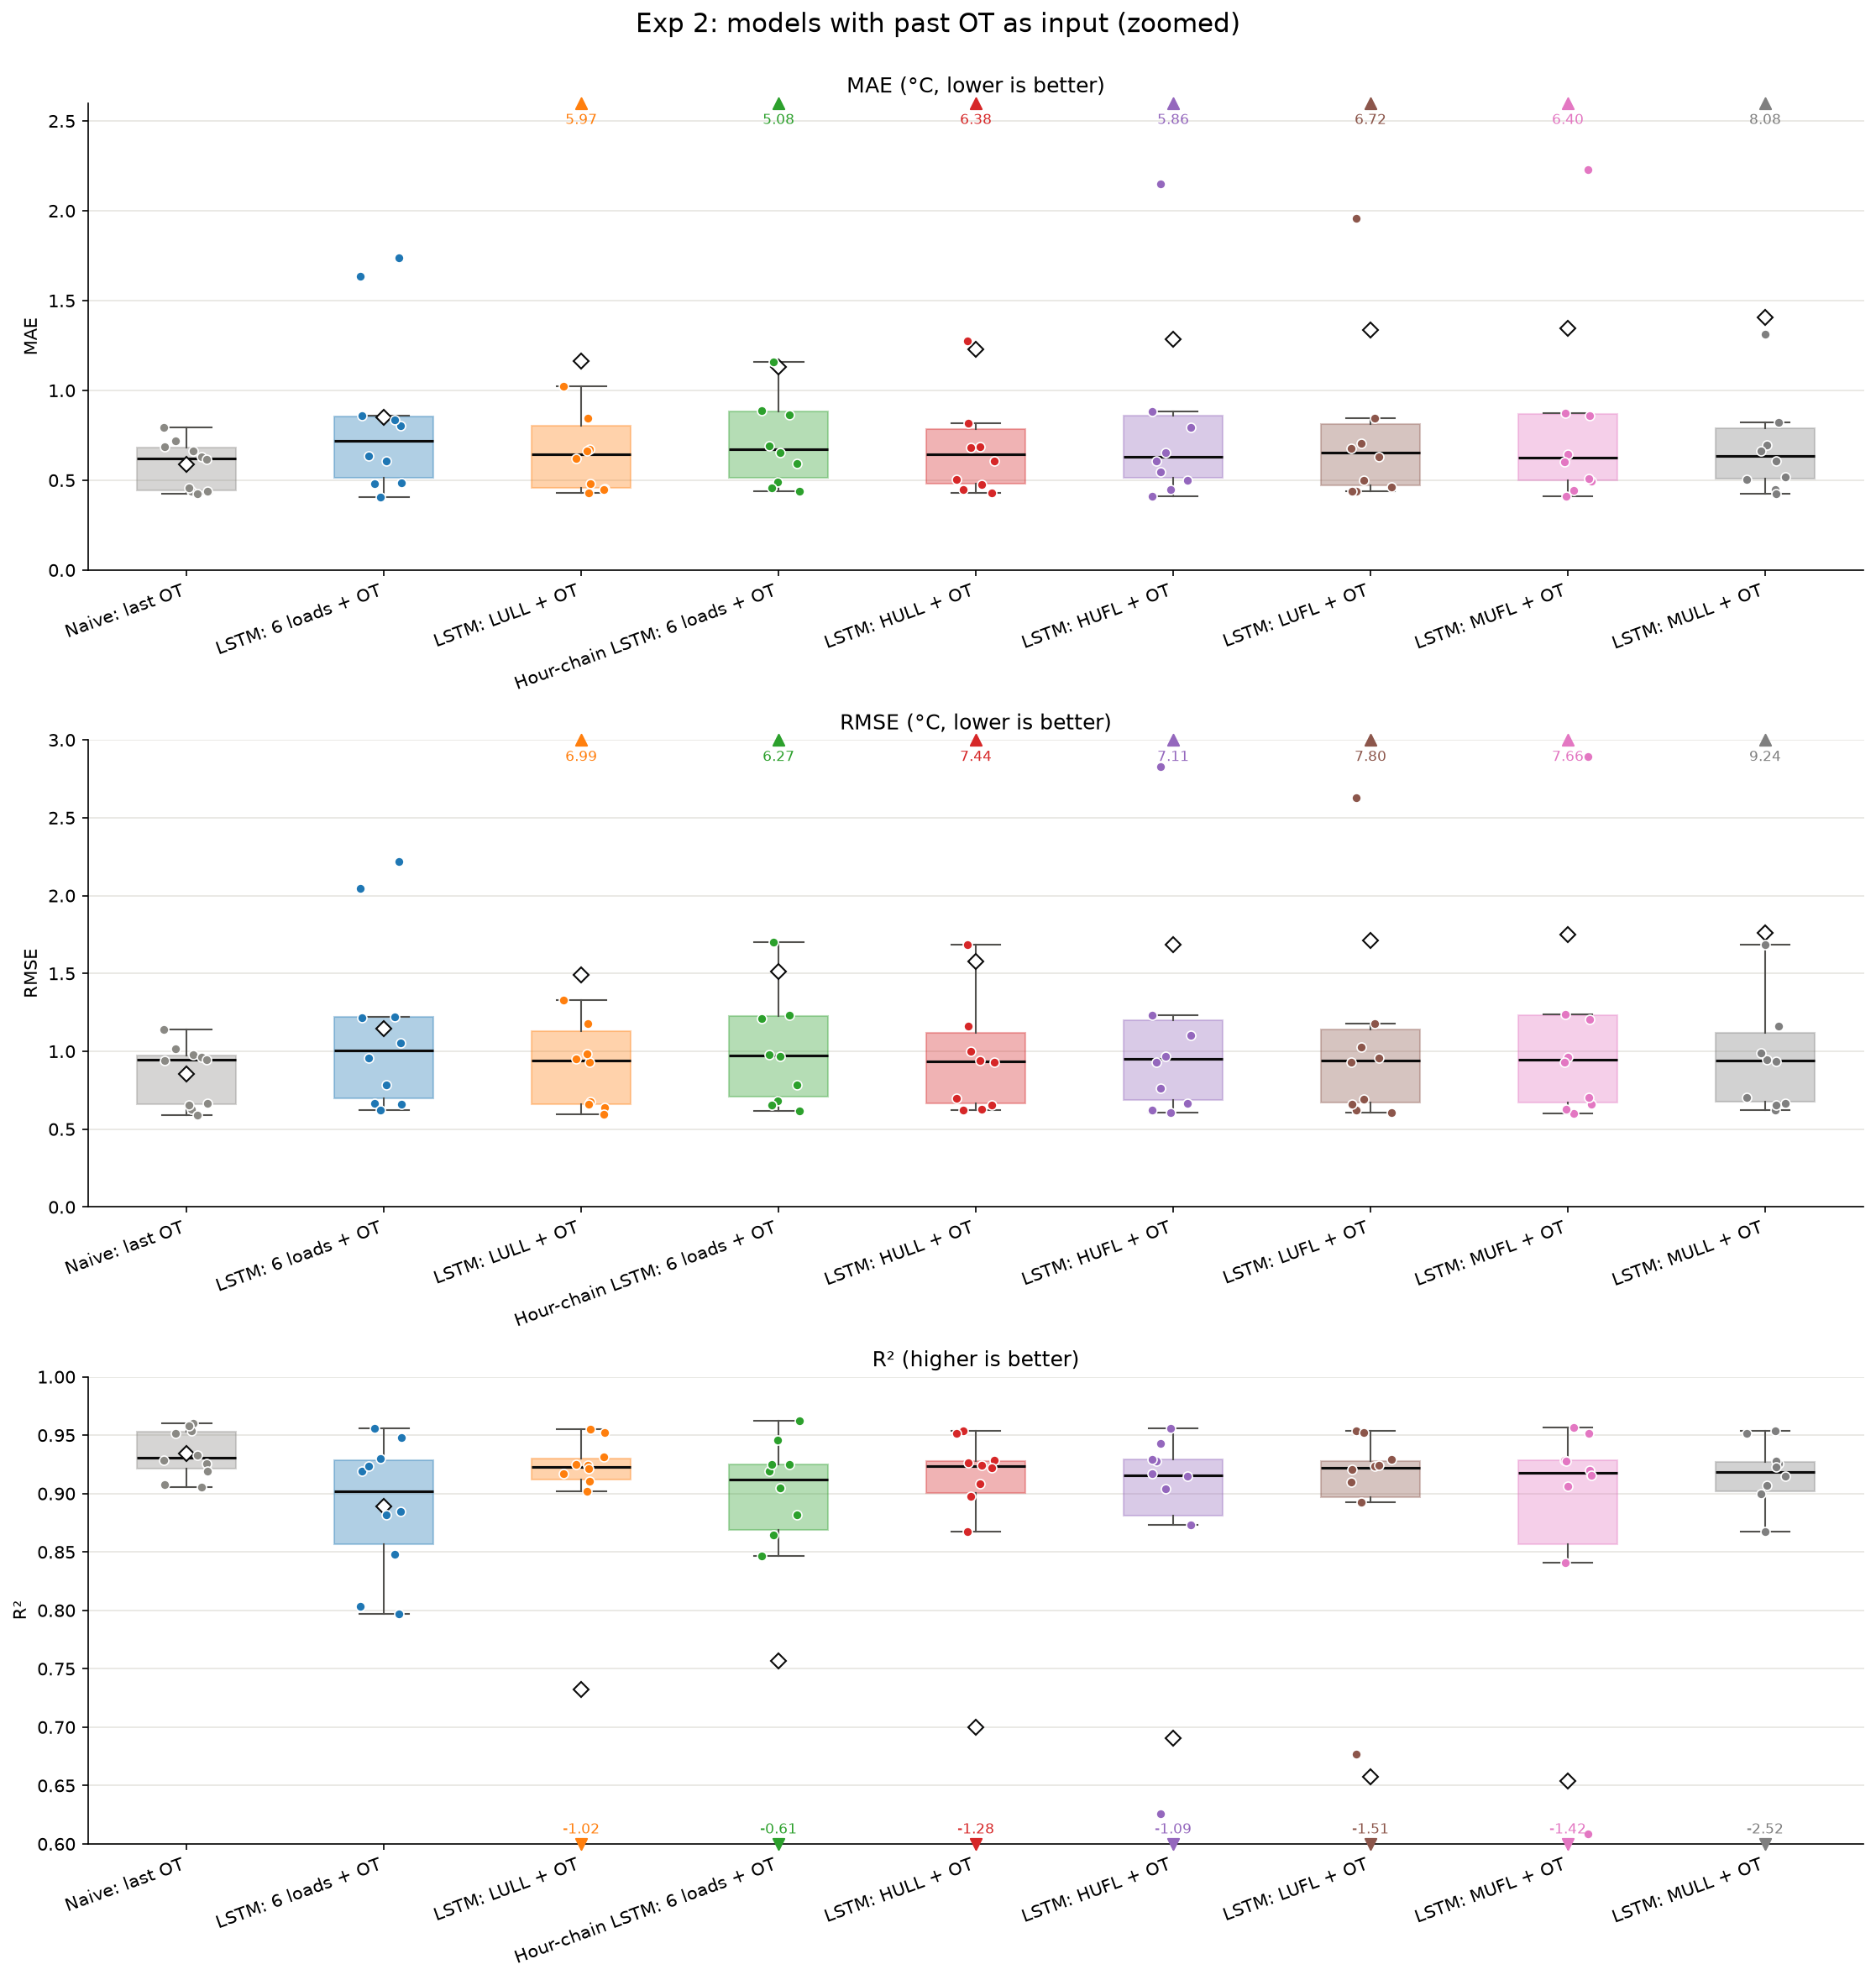 Exp 2: models with past OT as input (zoomed)
MAE (°C, lower is better)
5.97 5.08 6.38 5.86 6.72 6.40 8.08
2.5
2.0
1.5
1.0
0.5
0.0
MAE
Naive: last OT
LSTM: 6 loads + OT
LSTM: LULL + OT
Hour-chain LSTM: 6 loads + OT
LSTM: HULL + OT
LSTM: HUFL + OT
LSTM: LUFL + OT
LSTM: MUFL + OT
LSTM: MULL + OT
RMSE (°C, lower is better)
6.99 6.27 7.44 7.11 7.80 7.66 9.24
3.0
2.5
2.0
1.5
1.0
0.5
0.0
RMSE
Naive: last OT
LSTM: 6 loads + OT
LSTM: LULL + OT
Hour-chain LSTM: 6 loads + OT
LSTM: HULL + OT
LSTM: HUFL + OT
LSTM: LUFL + OT
LSTM: MUFL + OT
LSTM: MULL + OT
R² (higher is better)
1.00
0.95
0.90
0.85
0.80
0.75
0.70
0.65
0.60
R²
-1.02 -0.61 -1.28 -1.09 -1.51 -1.42 -2.52
Naive: last OT
LSTM: 6 loads + OT
LSTM: LULL + OT
Hour-chain LSTM: 6 loads + OT
LSTM: HULL + OT
LSTM: HUFL + OT
LSTM: LUFL + OT
LSTM: MUFL + OT
LSTM: MULL + OT